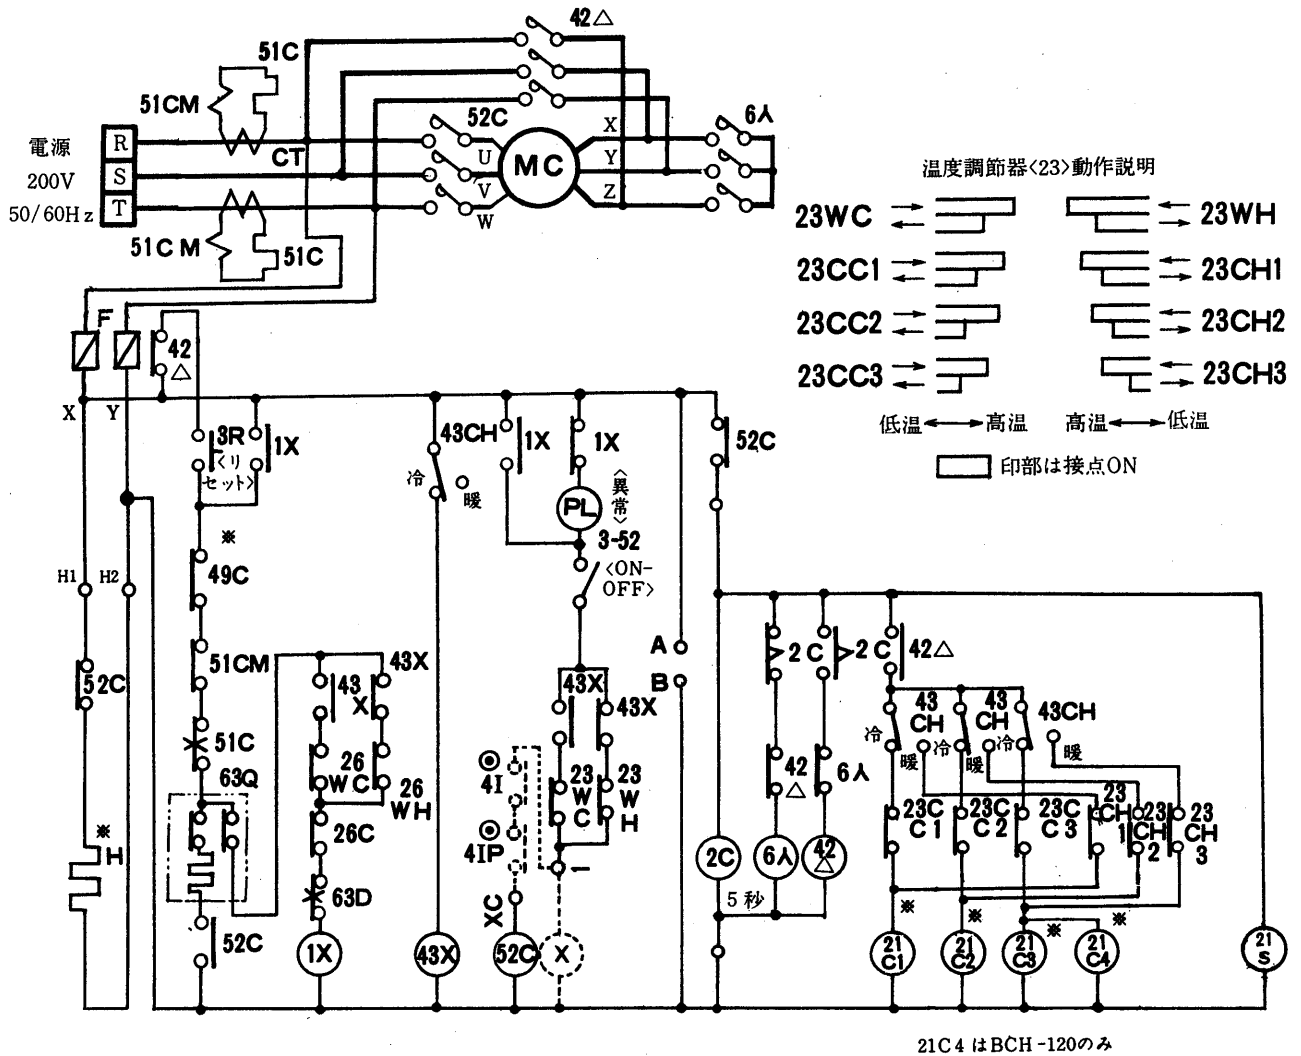 42△
51C
51CM
52C
6人
電源
200V
50/60Hz
R
S
T
CT
U
V
W
MC
X
Y
Z
51CM
51C
温度調節器<23>動作説明
23WC
23WH
23CC1
23CH1
23CC2
23CH2
23CC3
23CH3
低温 高温
高温 低温
印部は接点ON
F
42
△
X
Y
3R
<リセット>
1X
43CH
冷
暖
1X
1X
<異常>
PL
3-52
<ON-OFF>
52C
※
H1
H2
49C
51CM
52C
51C
63Q
※H
52C
43X
43X
26WC
26WH
26C
63D
1X
43X
43X
43X
4I
4IP
23WC
23WH
1
XC
52C
X
A
B
2C
2C
42△
42△
6人
2C
6人
42△
5秒
冷
43CH
暖
冷
43CH
暖
冷
43CH
暖
23CC1
23CC2
23CC3
23CH1
23CH2
23CH3
※
※
※
※
21C1
21C2
21C3
21C4
21S
21C4はBCH-120のみ